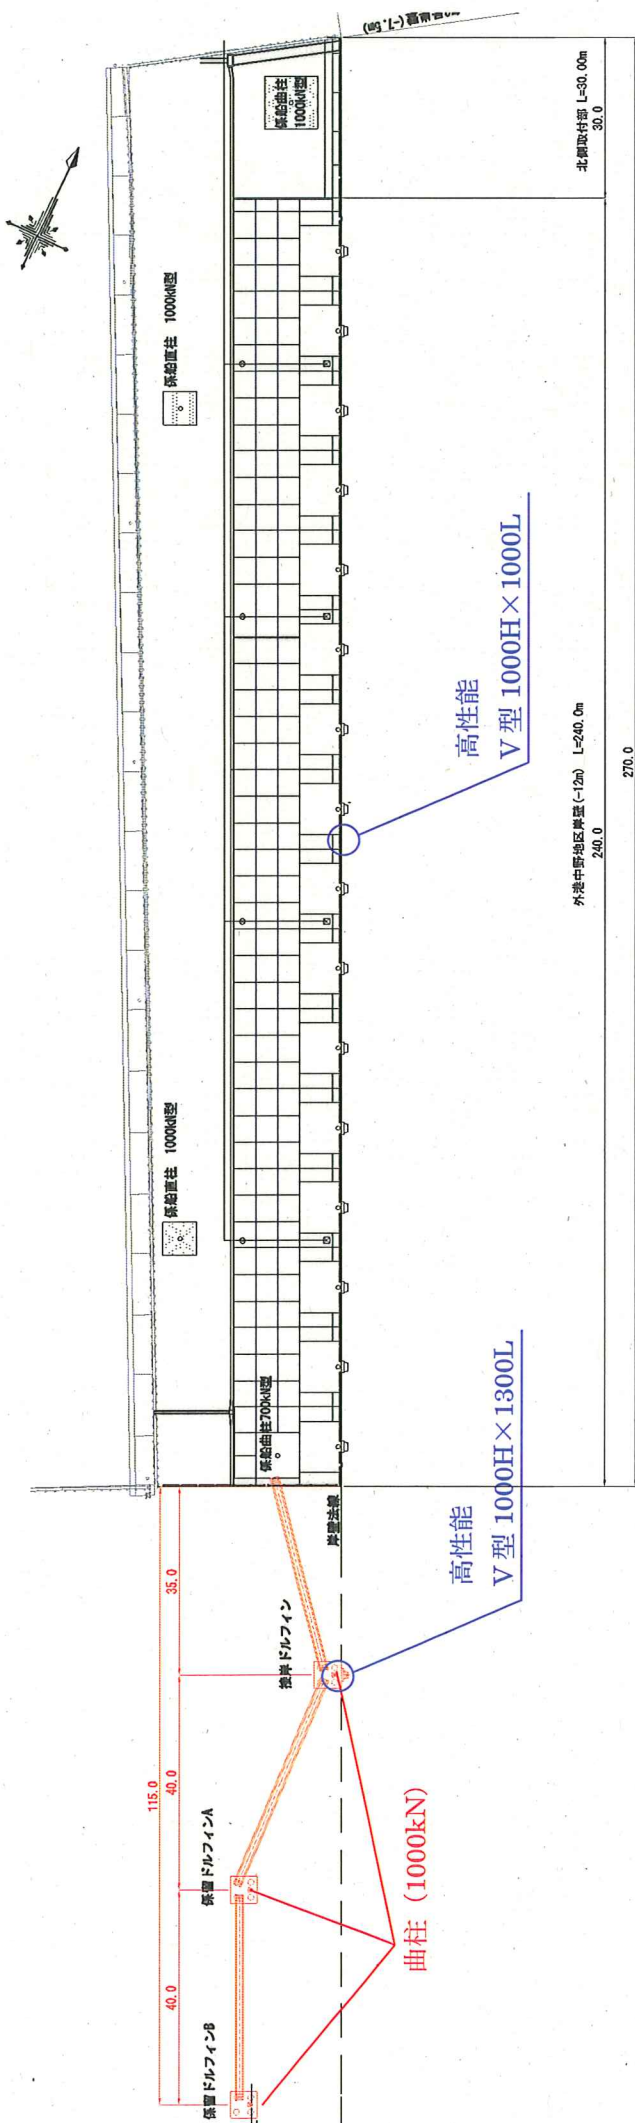 (-7.5m)
北側取付部 L=30.00m
30.0
係船曲柱
1000kN型
係船直柱 1000kN型
高性能
V型 1000H×1000L
外港中野地区岸壁(-12m) L=240.0m
240.0
270.0
係船直柱 1000kN型
係船曲柱700kN型
岸壁法線
高性能
V型 1000H×1300L
35.0
接岸ドルフィン
115.0
40.0
係留ドルフィンA
曲柱（1000kN）
40.0
係留ドルフィンB